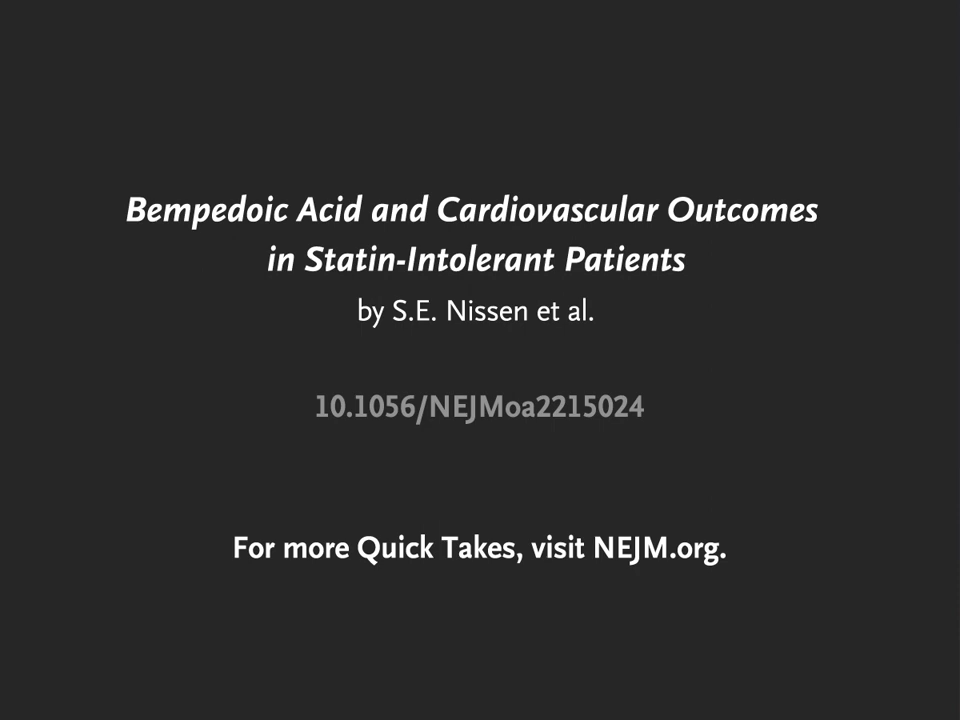 Bempedoic Acid and Cardiovascular Outcomes
in Statin-Intolerant Patients
by S.E. Nissen et al.
10.1056/NEJMoa2215024
For more Quick Takes, visit NEJM.org.